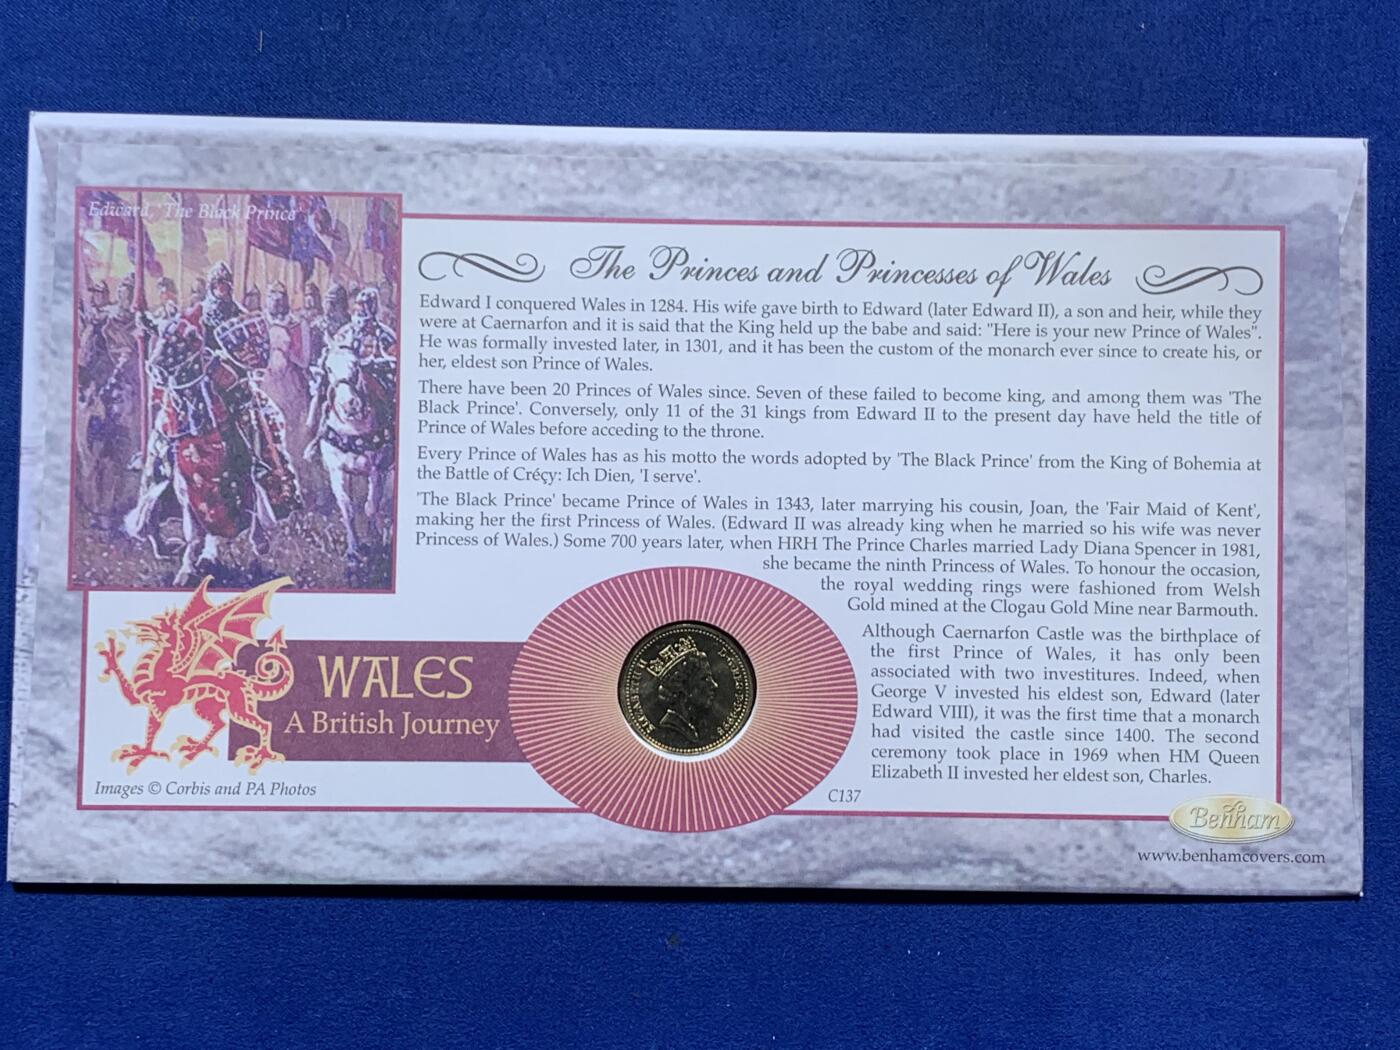 Edward, 'The Black Prince'
The Princes and Princesses of Wales
Edward I conquered Wales in 1284. His wife gave birth to Edward (later Edward II), a son and heir, while they
were at Caernarfon and it is said that the King held up the babe and said: "Here is your new Prince of Wales".
He was formally invested later, in 1301, and it has been the custom of the monarch ever since to create his, or
her, eldest son Prince of Wales.
There have been 20 Princes of Wales since. Seven of these failed to become king, and among them was 'The
Black Prince'. Conversely, only 11 of the 31 kings from Edward II to the present day have held the title of
Prince of Wales before acceding to the throne.
Every Prince of Wales has as his motto the words adopted by 'The Black Prince' from the King of Bohemia at
the Battle of Créçy: Ich Dien, 'I serve'.
'The Black Prince' became Prince of Wales in 1343, later marrying his cousin, Joan, the 'Fair Maid of Kent',
making her the first Princess of Wales. (Edward II was already king when he married so his wife was never
Princess of Wales.) Some 700 years later, when HRH The Prince Charles married Lady Diana Spencer in 1981,
she became the ninth Princess of Wales. To honour the occasion,
the royal wedding rings were fashioned from Welsh
Gold mined at the Clogau Gold Mine near Barmouth.
Although Caernarfon Castle was the birthplace of
the first Prince of Wales, it has only been
associated with two investitures. Indeed, when
George V invested his eldest son, Edward (later
Edward VIII), it was the first time that a monarch
had visited the castle since 1400. The second
ceremony took place in 1969 when HM Queen
Elizabeth II invested her eldest son, Charles.
WALES
A British Journey
ELIZABETH II
Images © Corbis and PA Photos
C137
Benham
www.benhamcovers.com